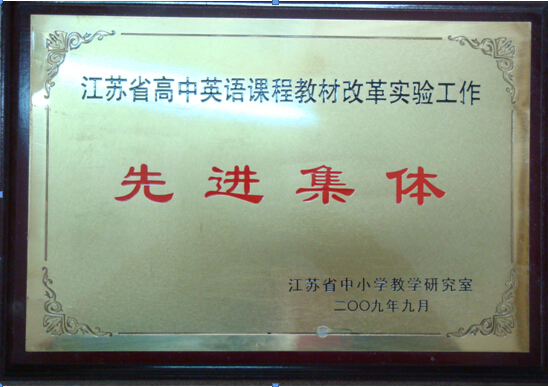 江苏省高中英语课程教材改革实验工作
先进集体
江苏省中小学教学研究室
二〇〇九年九月